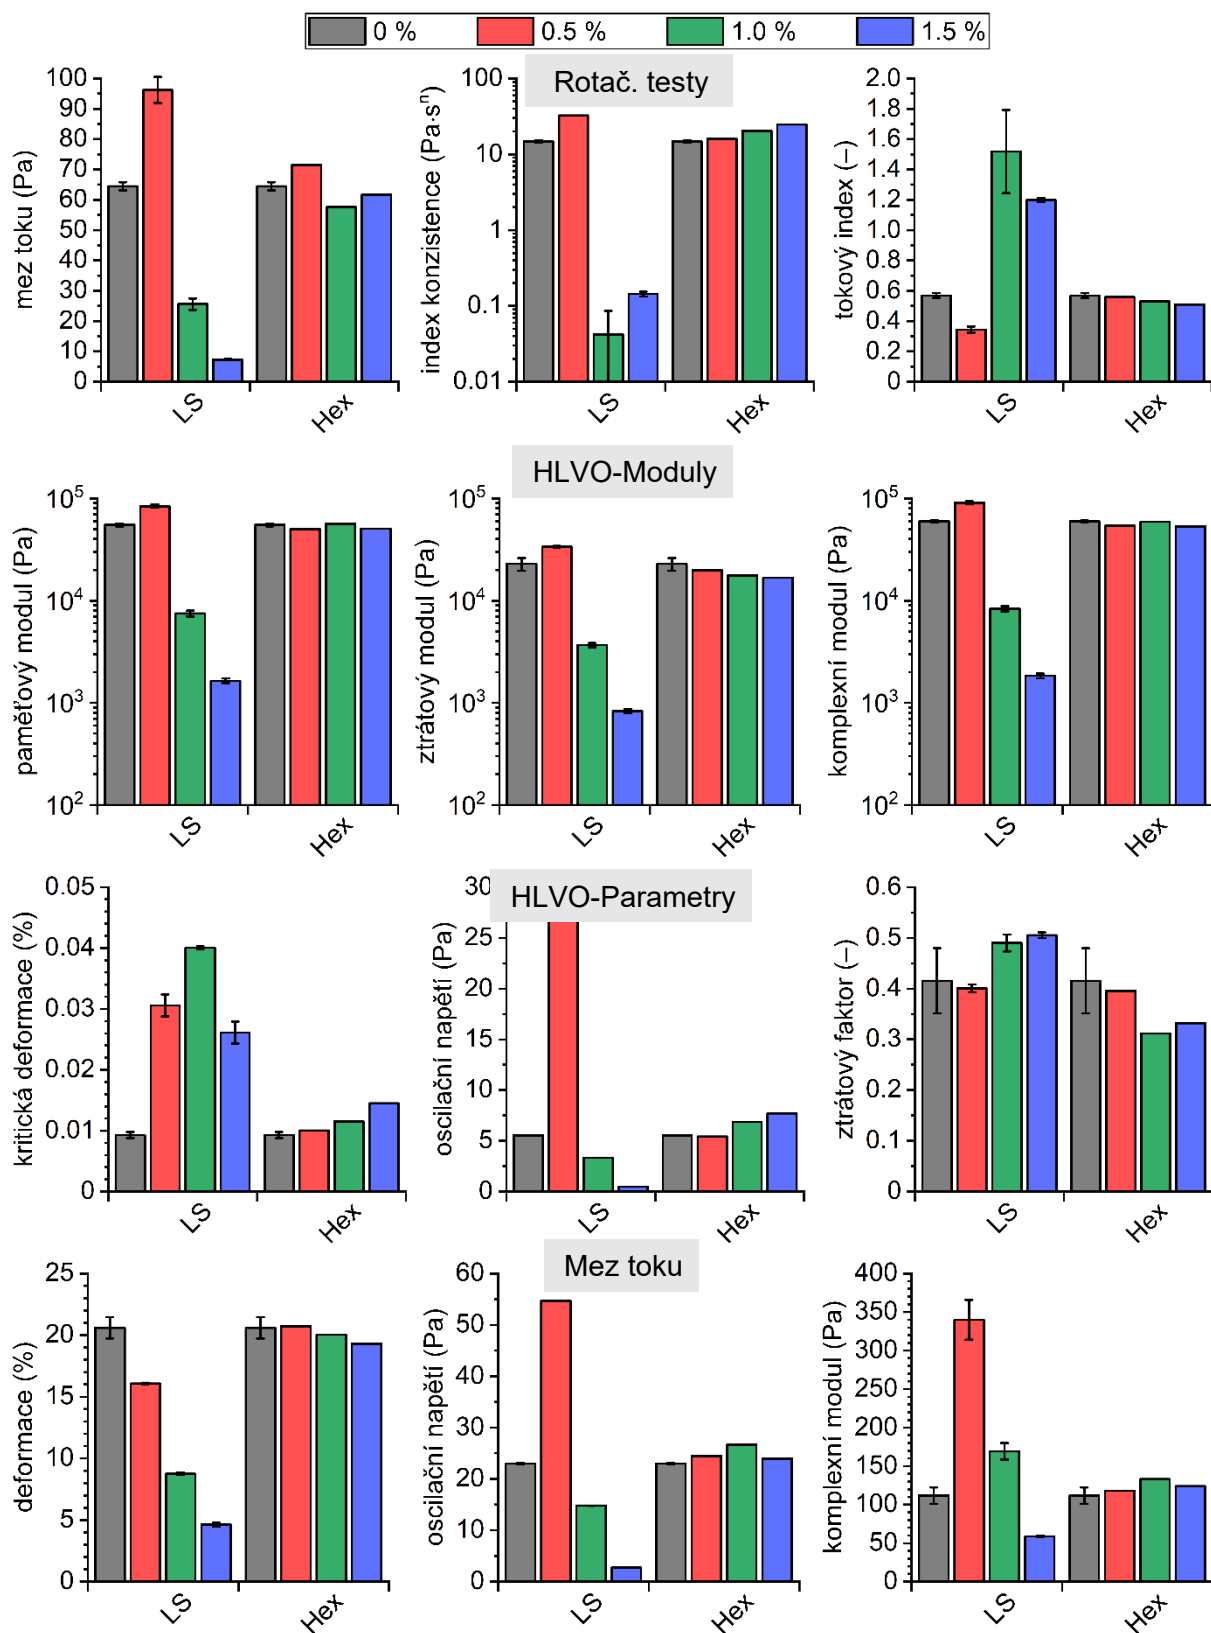 0 % 0.5 % 1.0 % 1.5 %
Rotač. testy
mez toku (Pa)
100
90
80
70
60
50
40
30
20
10
0
LS
Hex
index konzistence (Pa·sⁿ)
100
10
1
0.1
0.01
LS
Hex
tokový index (–)
2.0
1.8
1.6
1.4
1.2
1.0
0.8
0.6
0.4
0.2
0
LS
Hex
HLVO-Moduly
paměťový modul (Pa)
10⁵
10⁴
10³
10²
LS
Hex
ztrátový modul (Pa)
10⁵
10⁴
10³
10²
LS
Hex
komplexní modul (Pa)
10⁵
10⁴
10³
10²
LS
Hex
HLVO-Parametry
kritická deformace (%)
0.05
0.04
0.03
0.02
0.01
0
LS
Hex
oscilační napětí (Pa)
30
25
20
15
10
5
0
LS
Hex
ztrátový faktor (–)
0.6
0.5
0.4
0.3
0.2
0.1
0
LS
Hex
Mez toku
deformace (%)
25
20
15
10
5
0
LS
Hex
oscilační napětí (Pa)
60
50
40
30
20
10
0
LS
Hex
komplexní modul (Pa)
400
350
300
250
200
150
100
50
0
LS
Hex